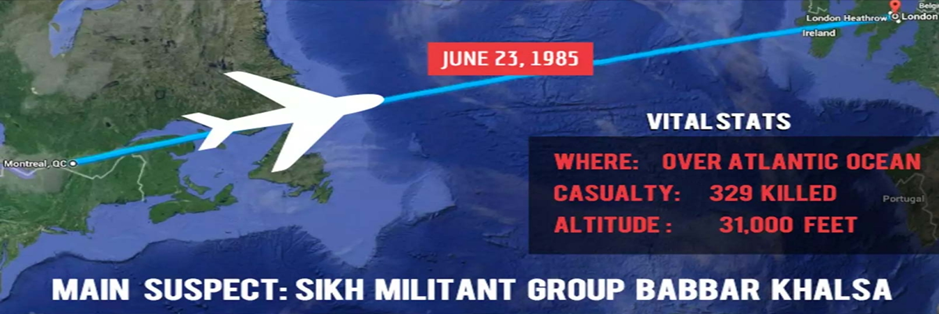 London Heathrow
London
Belgi
Ireland
JUNE 23, 1985
Montreal, QC
VITAL STATS
WHERE: OVER ATLANTIC OCEAN
CASUALTY: 329 KILLED
ALTITUDE : 31,000 FEET
Portugal
MAIN SUSPECT: SIKH MILITANT GROUP BABBAR KHALSA